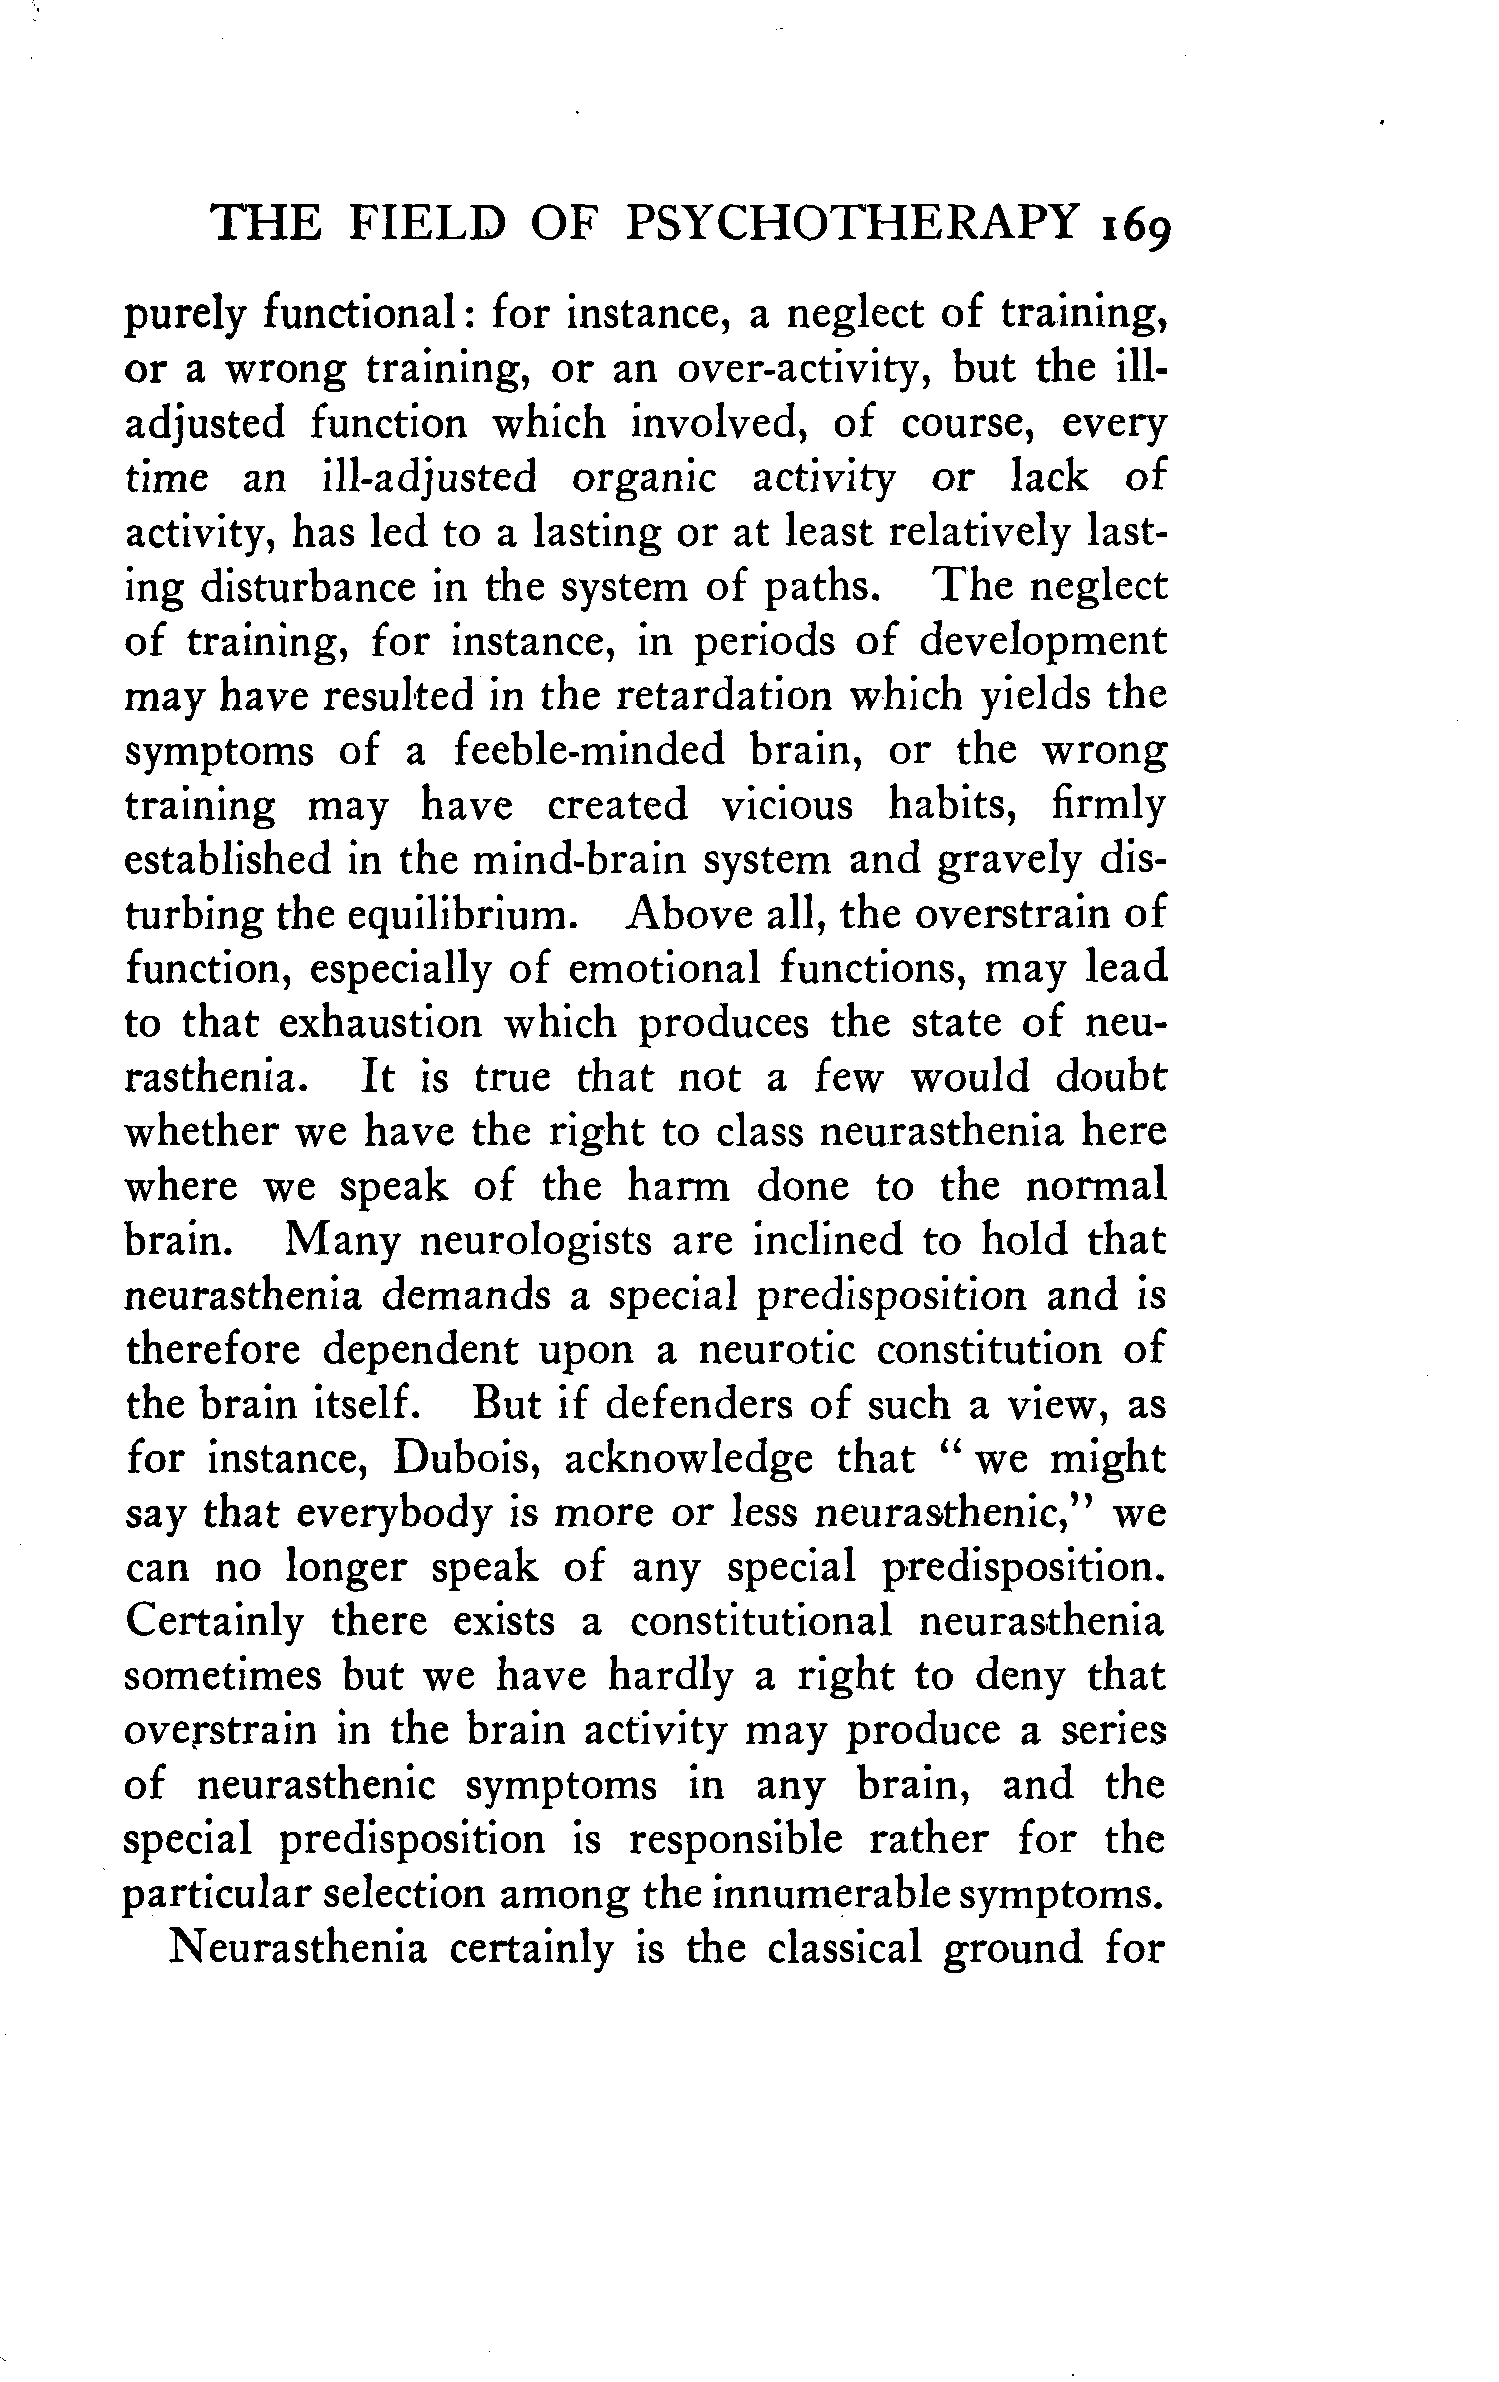 THE FIELD OF PSYCHOTHERAPY 169
purely functional: for instance, a neglect of training,
or a wrong training, or an over-activity, but the ill-
adjusted function which involved, of course, every
time an ill-adjusted organic activity or lack of
activity, has led to a lasting or at least relatively last-
ing disturbance in the system of paths. The neglect
of training, for instance, in periods of development
may have resulted in the retardation which yields the
symptoms of a feeble-minded brain, or the wrong
training may have created vicious habits, firmly
established in the mind-brain system and gravely dis-
turbing the equilibrium. Above all, the overstrain of
function, especially of emotional functions, may lead
to that exhaustion which produces the state of neu-
rasthenia. It is true that not a few would doubt
whether we have the right to class neurasthenia here
where we speak of the harm done to the normal
brain. Many neurologists are inclined to hold that
neurasthenia demands a special predisposition and is
therefore dependent upon a neurotic constitution of
the brain itself. But if defenders of such a view, as
for instance, Dubois, acknowledge that “ we might
say that everybody is more or less neurasthenic,” we
can no longer speak of any special predisposition.
Certainly there exists a constitutional neurasthenia
sometimes but we have hardly a right to deny that
overstrain in the brain activity may produce a series
of neurasthenic symptoms in any brain, and the
special predisposition is responsible rather for the
particular selection among the innumerable symptoms.
Neurasthenia certainly is the classical ground for